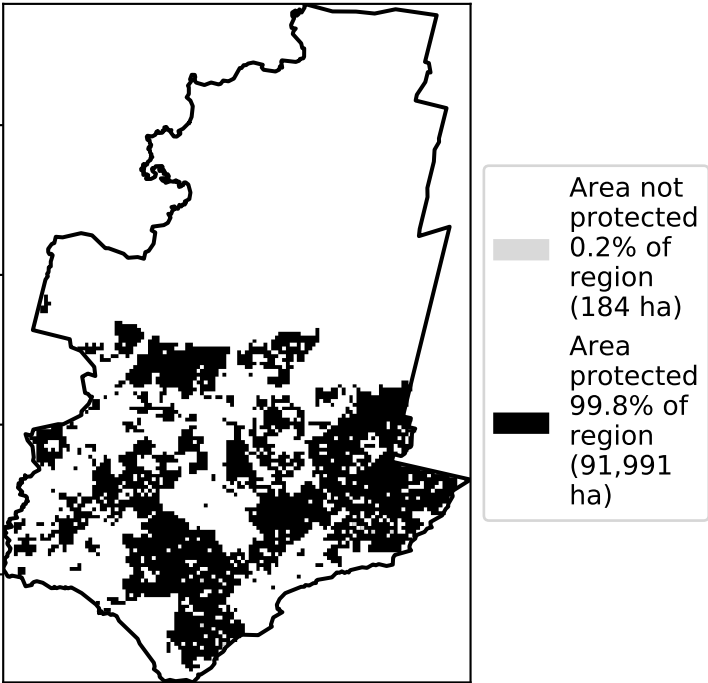 Area not
protected
0.2% of
region
(184 ha)
Area
protected
99.8% of
region
(91,991
ha)